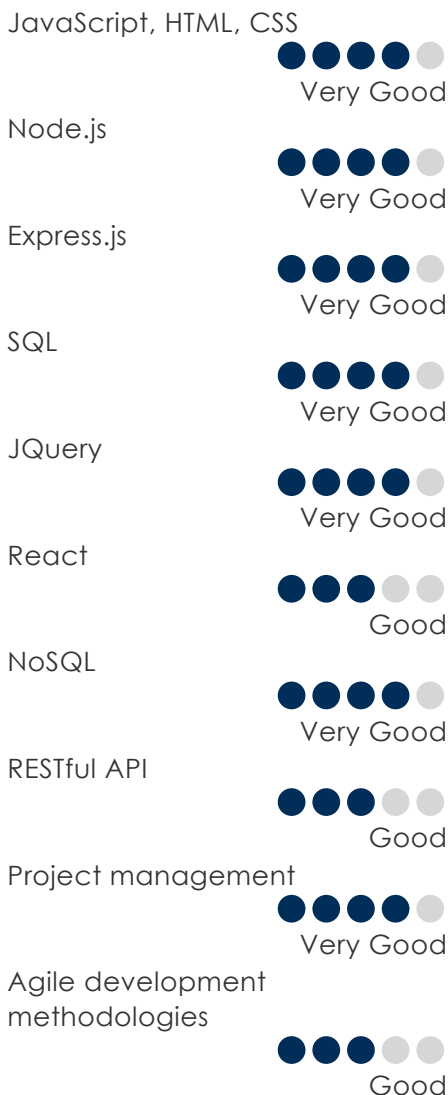 JavaScript, HTML, CSS
Very Good
Node.js
Very Good
Express.js
Very Good
SQL
Very Good
JQuery
Very Good
React
Good
NoSQL
Very Good
RESTful API
Good
Project management
Very Good
Agile development
methodologies
Good